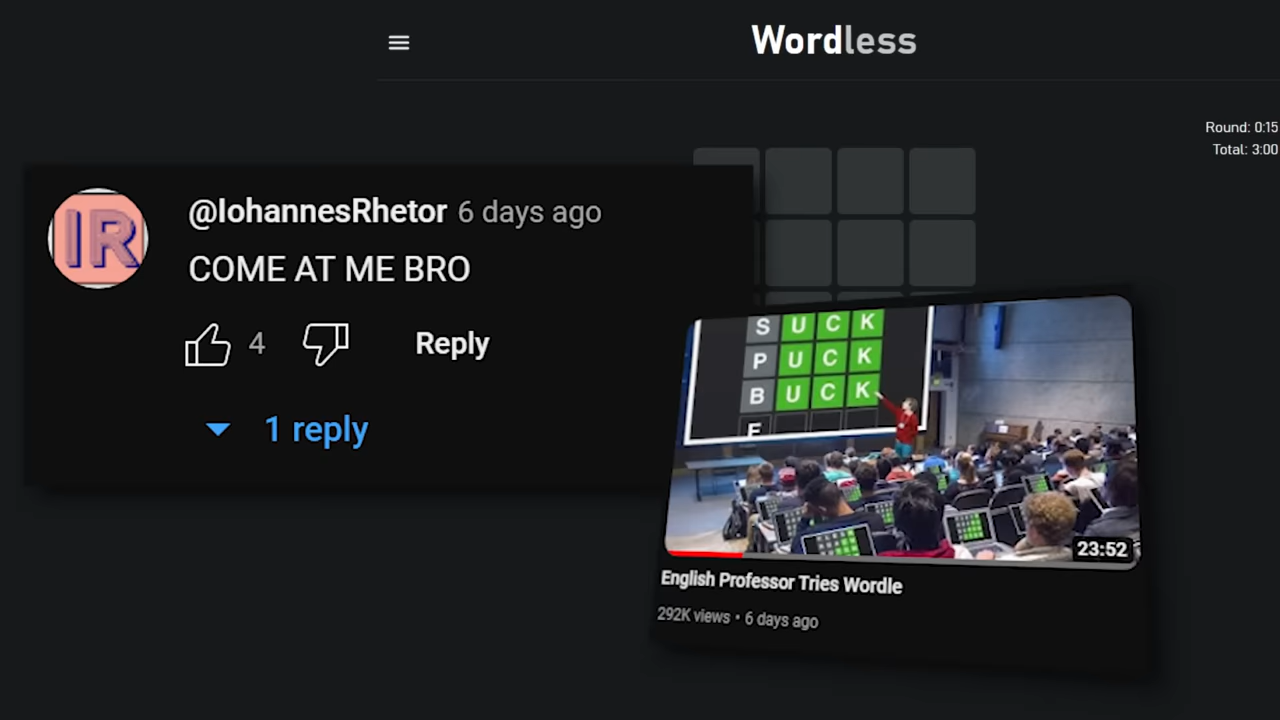 Wordless
Round: 0:15
Total: 3:00
IR
@IohannesRhetor 6 days ago
COME AT ME BRO
4
Reply
1 reply
S U C K
P U C K
B U C K
F
23:52
English Professor Tries Wordle
292K views • 6 days ago